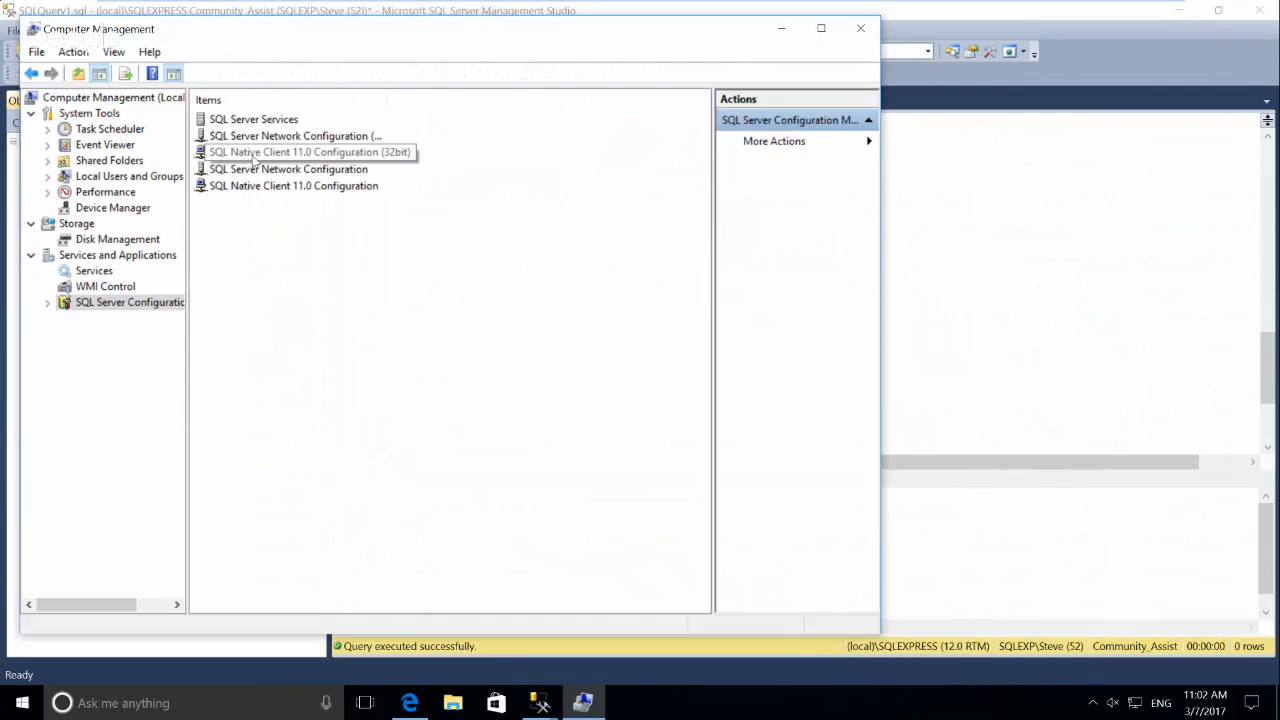 SQLQuery1.sql - (local)\SQLEXPRESS.Community_Assist (SQLEXP\Steve (52))* - Microsoft SQL Server Management Studio
Computer Management
File Action View Help
Computer Management (Local
System Tools
Task Scheduler
Event Viewer
Shared Folders
Local Users and Groups
Performance
Device Manager
Storage
Disk Management
Services and Applications
Services
WMI Control
SQL Server Configuratic
Items
SQL Server Services
SQL Server Network Configuration (...
SQL Native Client 11.0 Configuration (32bit)
SQL Server Network Configuration
SQL Native Client 11.0 Configuration
Actions
SQL Server Configuration M...
More Actions
Query executed successfully.
(local)\SQLEXPRESS (12.0 RTM) SQLEXP\Steve (52) Community_Assist 00:00:00 0 rows
Ready
Ask me anything
ENG
11:02 AM
3/7/2017